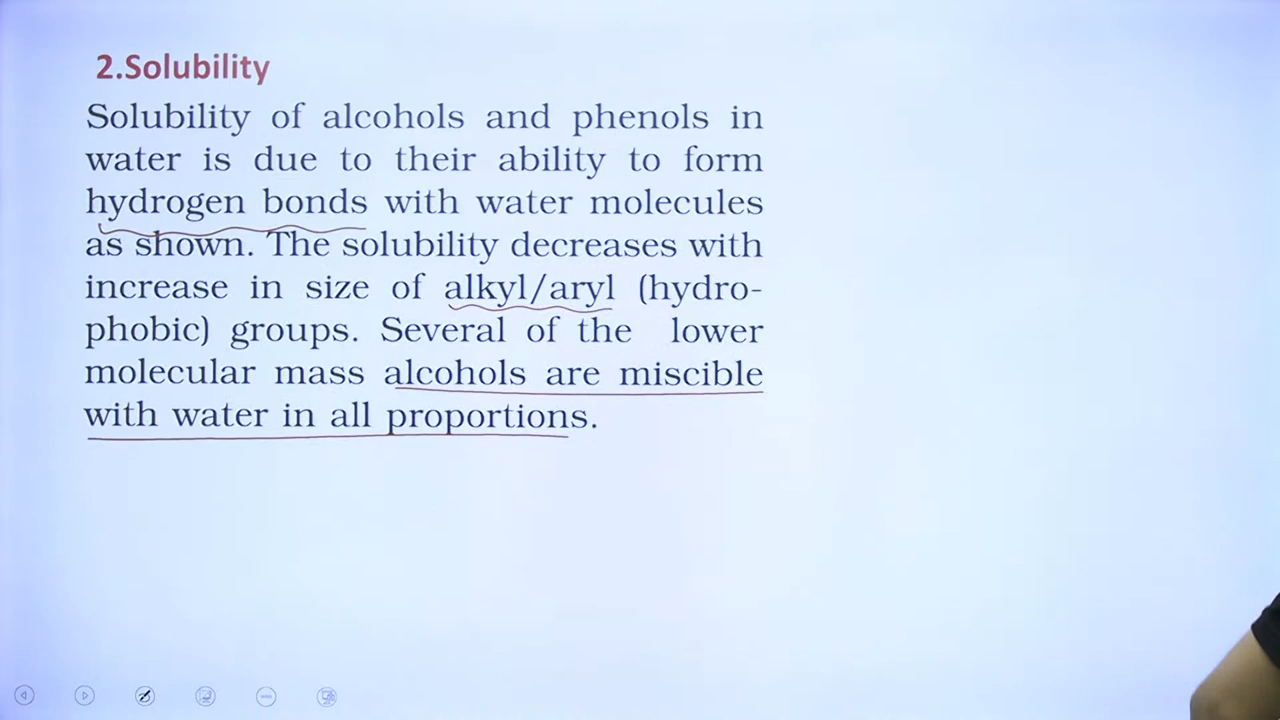 2.Solubility
Solubility of alcohols and phenols in
water is due to their ability to form
hydrogen bonds with water molecules
as shown. The solubility decreases with
increase in size of alkyl/aryl (hydro-
phobic) groups. Several of the lower
molecular mass alcohols are miscible
with water in all proportions.